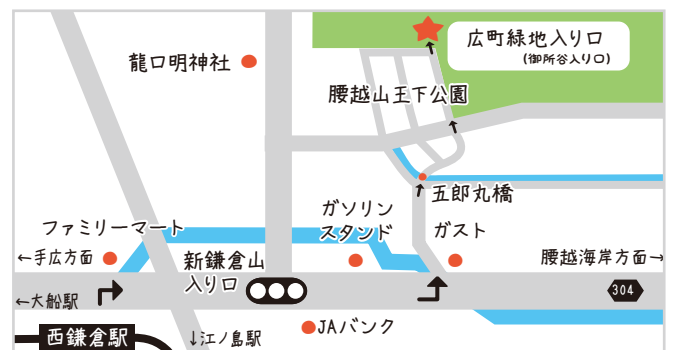 広町緑地入り口
(御所谷入り口)
龍口明神社
腰越山王下公園
五郎丸橋
ガソリン
スタンド
ガスト
ファミリーマート
←手広方面
新鎌倉山
入り口
腰越海岸方面→
←大船駅
304
西鎌倉駅
↓江ノ島駅
JAバンク